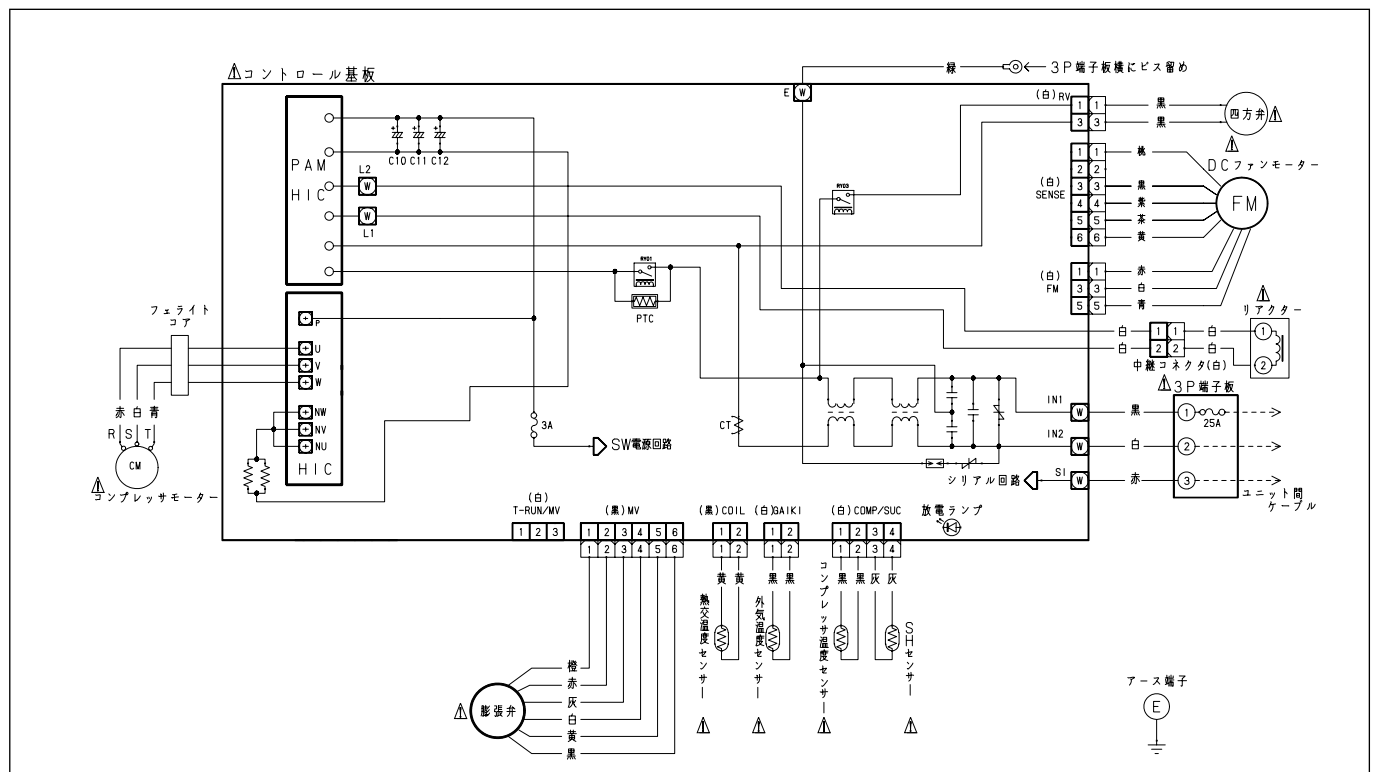 ⚠コントロール基板
緑
3P端子板横にビス留め
E
W
(白)RV
1 1
3 3
黒
黒
四方弁⚠
⚠
DCファンモーター
PAM
HIC
C10 C11 C12
L2
W
W
L1
RY03
(白)
SENSE
1 1
2 2
3 3
4 4
5 5
6 6
桃
黒
紫
茶
黄
FM
RY01
PTC
(白)
FM
1 1
3 3
5 5
赤
白
青
⚠
リアクター
1
2
白 1 1 白
白 2 2 白
中継コネクタ(白)
フェライト
コア
P
U
V
W
NW
NV
NU
HIC
赤 白 青
R S T
CM
⚠
コンプレッサモーター
3A
SW電源回路
CT
IN1
W
黒
IN2
W
白
SI
W
赤
シリアル回路
⚠3P端子板
1
25A
2
3
ユニット間
ケーブル
(白)
T-RUN/MV
1 2 3
(黒)MV
1 2 3 4 5 6
1 2 3 4 5 6
(黒)COIL
1 2
1 2
黄 黄
熱交温度センサー
⚠
(白)GAIKI
1 2
1 2
黒 黒
外気温度センサー
⚠
(白)COMP/SUC
1 2 3 4
1 2 3 4
黒 黒 灰 灰
コンプレッサ温度センサー
⚠
SHセンサー
⚠
放電ランプ
橙
赤
灰
白
黄
黒
⚠
膨張弁
アース端子
E